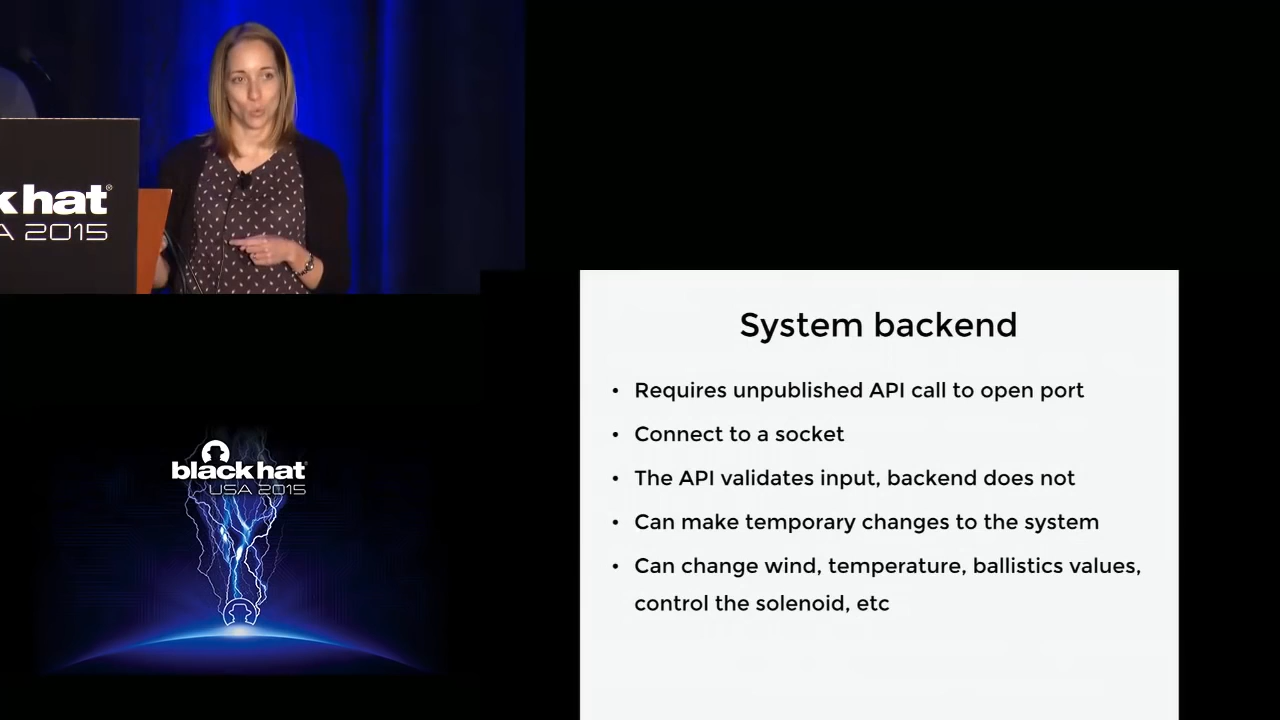 k hat®
A 2015
System backend
• Requires unpublished API call to open port
• Connect to a socket
• The API validates input, backend does not
• Can make temporary changes to the system
• Can change wind, temperature, ballistics values,
control the solenoid, etc
black hat®
USA 2015